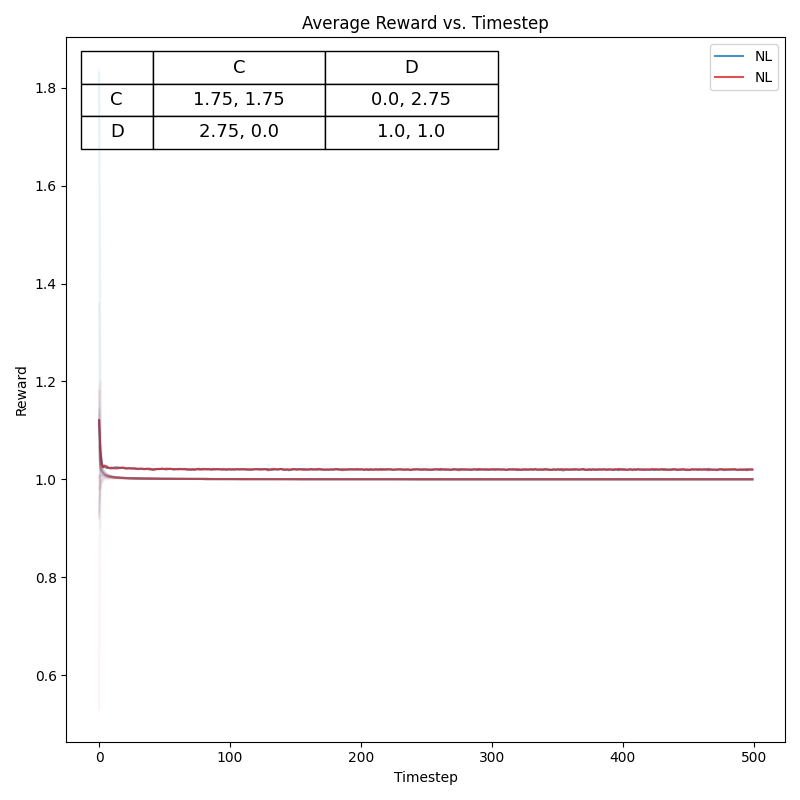 Average Reward vs. Timestep
C D
C 1.75, 1.75 0.0, 2.75
D 2.75, 0.0 1.0, 1.0
NL
NL
1.8
1.6
1.4
1.2
1.0
0.8
0.6
Reward
0 100 200 300 400 500
Timestep